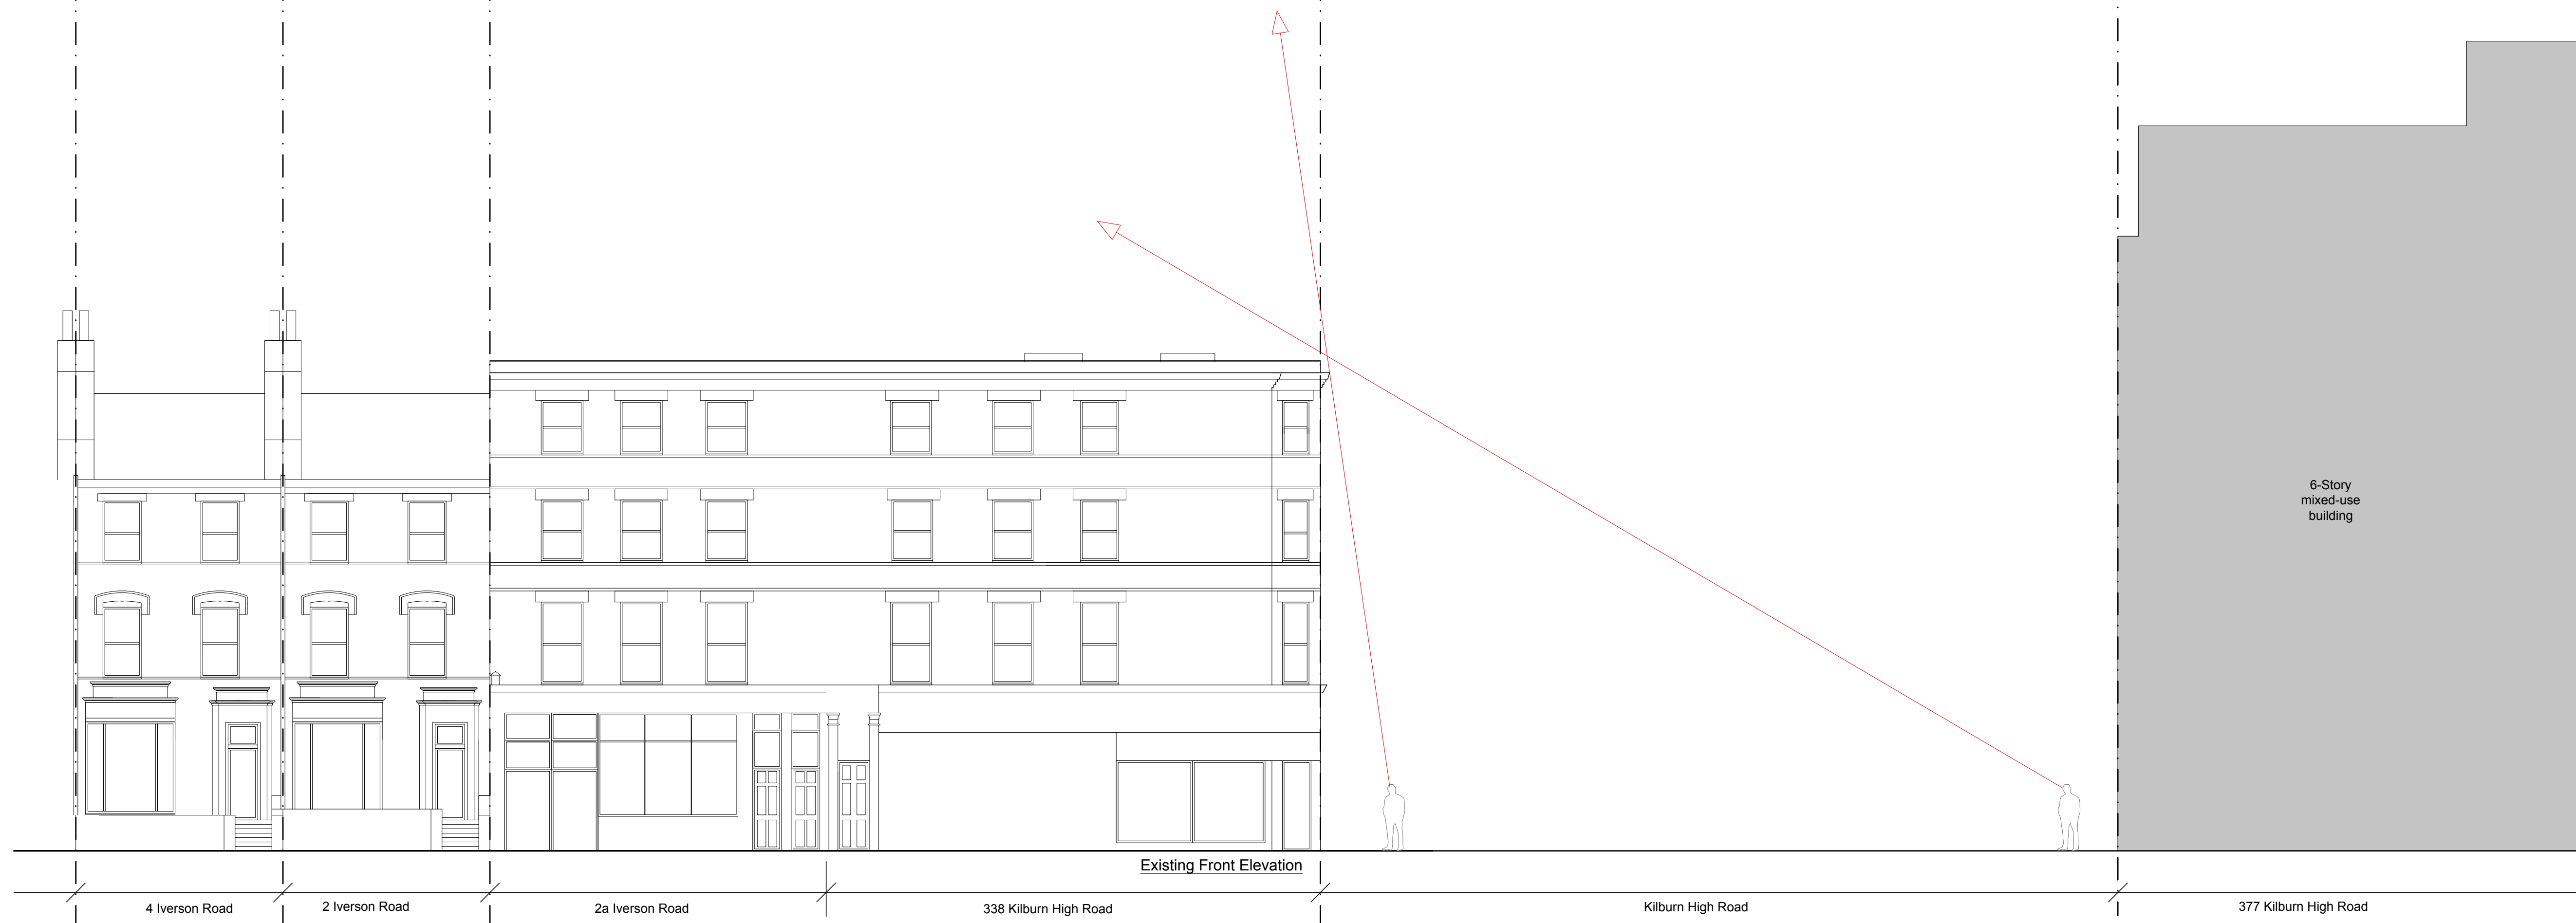 6-Story
mixed-use
building
Existing Front Elevation
4 Iverson Road
2 Iverson Road
2a Iverson Road
338 Kilburn High Road
Kilburn High Road
377 Kilburn High Road